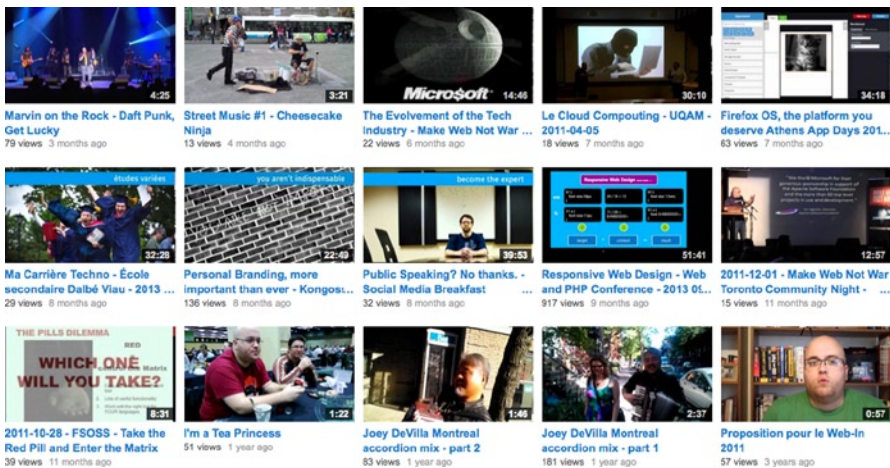 4:25
Marvin on the Rock - Daft Punk,
Get Lucky
79 views 3 months ago
3:21
Street Music #1 - Cheesecake
Ninja
13 views 4 months ago
Micro$oft
14:46
The Evolvement of the Tech
Industry - Make Web Not War ...
22 views 6 months ago
30:10
Le Cloud Compouting - UQAM -
2011-04-05
18 views 7 months ago
34:18
Firefox OS, the platform you
deserve Athens App Days 201...
63 views 7 months ago
études variées
32:28
Ma Carrière Techno - École
secondaire Dalbé Viau - 2013 ...
29 views 8 months ago
you aren't indispensable
22:49
Personal Branding, more
important than ever - Kongos...
136 views 8 months ago
become the expert
39:53
Public Speaking? No thanks. -
Social Media Breakfast ...
32 views 8 months ago
Responsive Web Design
51:41
Responsive Web Design - Web
and PHP Conference - 2013 09...
917 views 9 months ago
12:57
2011-12-01 - Make Web Not War
Toronto Community Night - ...
15 views 11 months ago
THE PILLS DILEMMA
RED
WHICH ONE
WILL YOU TAKE?
8:31
2011-10-28 - FSOSS - Take the
Red Pill and Enter the Matrix
39 views 11 months ago
1:22
I'm a Tea Princess
51 views 1 year ago
1:46
Joey DeVilla Montreal
accordion mix - part 2
83 views 1 year ago
2:37
Joey DeVilla Montreal
accordion mix - part 1
181 views 1 year ago
0:57
Proposition pour le Web-In
2011
57 views 3 years ago